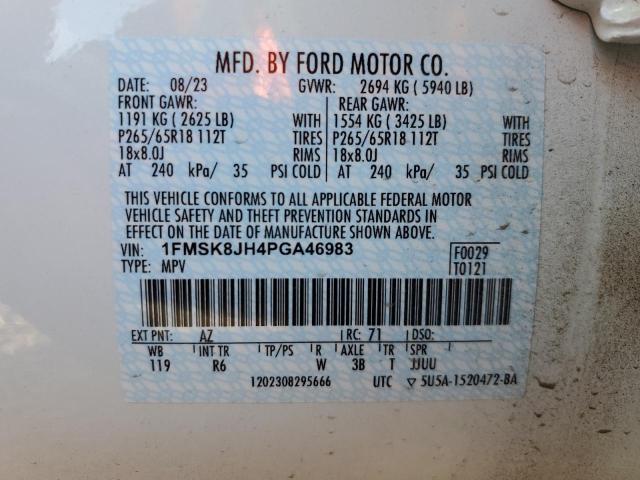 MFD. BY FORD MOTOR CO.
DATE: 08/23 GVWR: 2694 KG ( 5940 LB)
FRONT GAWR: REAR GAWR:
1191 KG ( 2625 LB) WITH 1554 KG ( 3425 LB) WITH
P265/65R18 112T TIRES P265/65R18 112T TIRES
18x8.0J RIMS 18x8.0J RIMS
AT 240 kPa/ 35 PSI COLD AT 240 kPa/ 35 PSI COLD
THIS VEHICLE CONFORMS TO ALL APPLICABLE FEDERAL MOTOR
VEHICLE SAFETY AND THEFT PREVENTION STANDARDS IN
EFFECT ON THE DATE OF MANUFACTURE SHOWN ABOVE.
VIN: 1FMSK8JH4PGA46983 F0029
TYPE: MPV T0121
EXT PNT: AZ RC: 71 DSO:
WB INT TR TP/PS R AXLE TR SPR
119 R6 W 3B T JJUU
1202308295666 UTC ▽ 5U5A-1520472-BA